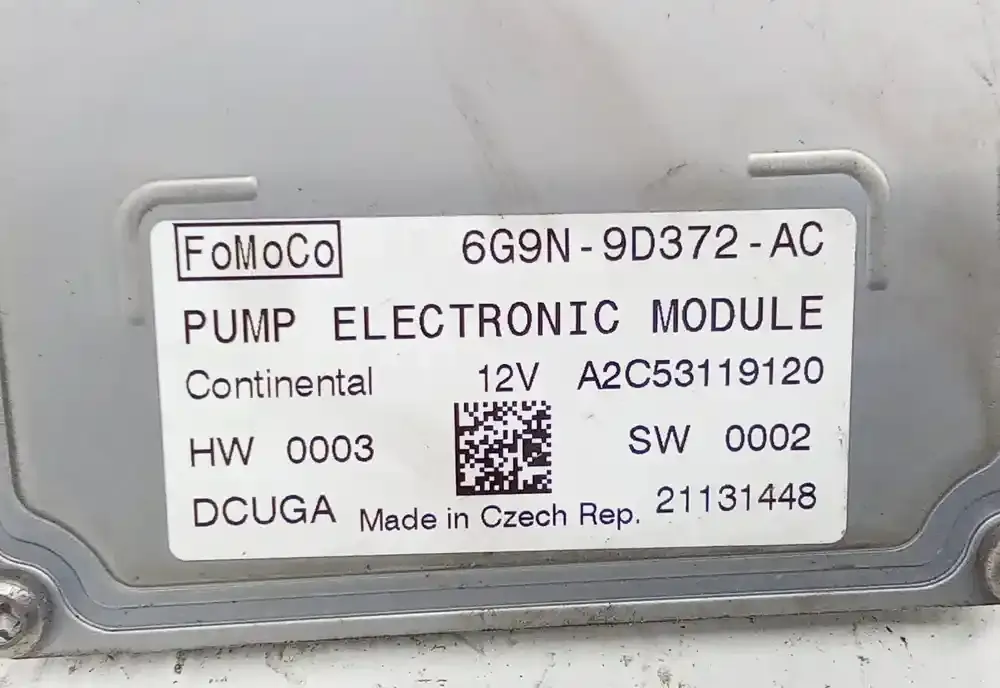 FoMoCo 6G9N-9D372-AC
PUMP ELECTRONIC MODULE
Continental 12V A2C53119120
HW 0003 SW 0002
DCUGA Made in Czech Rep. 21131448